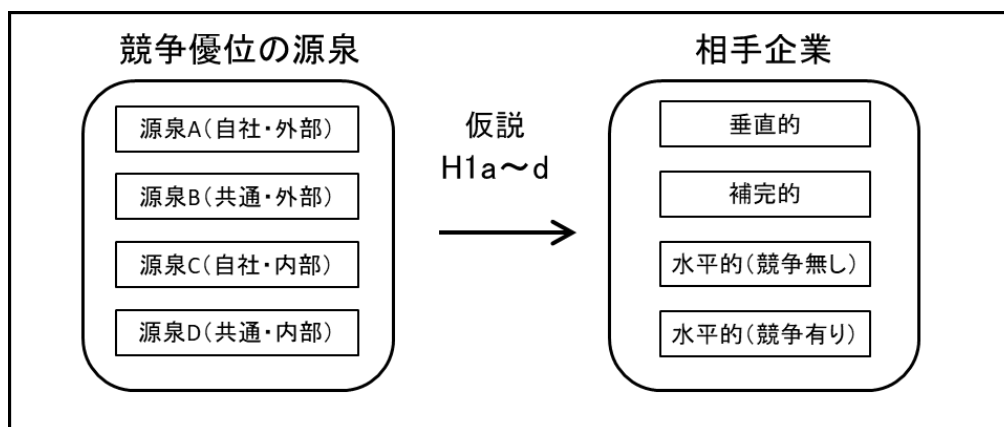 競争優位の源泉
源泉A（自社・外部）
源泉B（共通・外部）
源泉C（自社・内部）
源泉D（共通・内部）
仮説
H1a～d
相手企業
垂直的
補完的
水平的（競争無し）
水平的（競争有り）